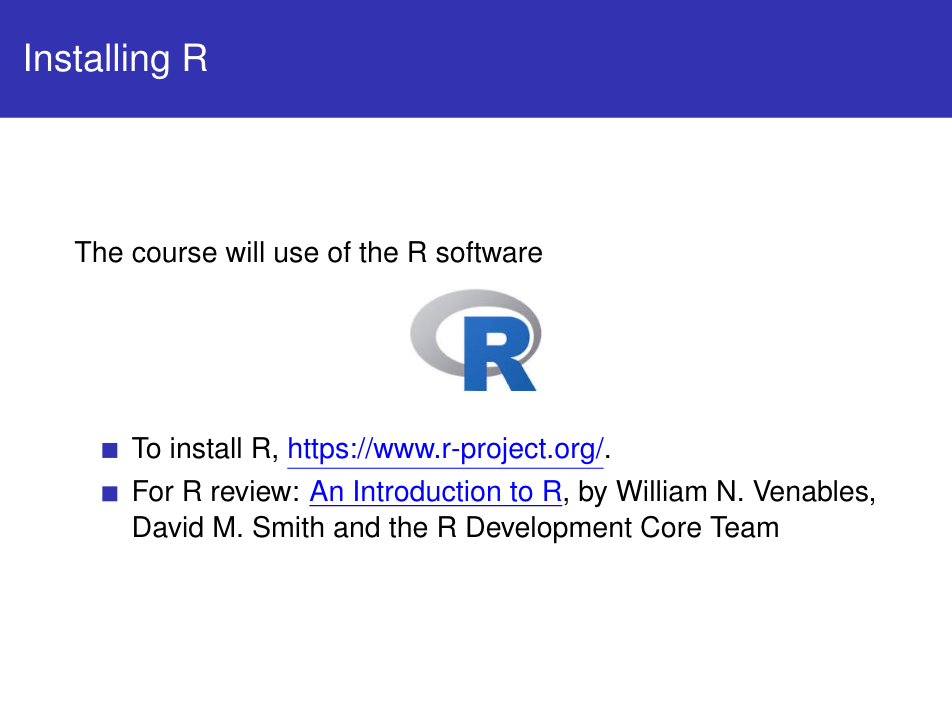 Installing R
The course will use of the R software
R
To install R, https://www.r-project.org/.
For R review: An Introduction to R, by William N. Venables,
David M. Smith and the R Development Core Team